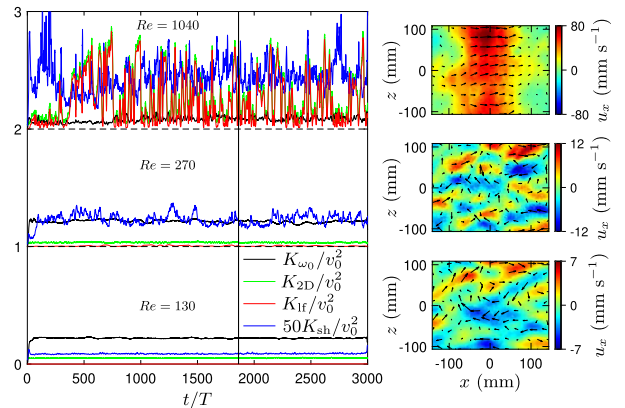 3
2
1
0
Re = 1040
Re = 270
Re = 130
K_{ω_0}/v_0^2
K_{2D}/v_0^2
K_{lf}/v_0^2
50K_{sh}/v_0^2
0 500 1000 1500 2000 2500 3000
t/T
100
0
-100
z (mm)
80
0
-80
u_x (mm s^{-1})
100
0
-100
z (mm)
12
0
-12
u_x (mm s^{-1})
100
0
-100
z (mm)
7
0
-7
u_x (mm s^{-1})
-100 0 100
x (mm)